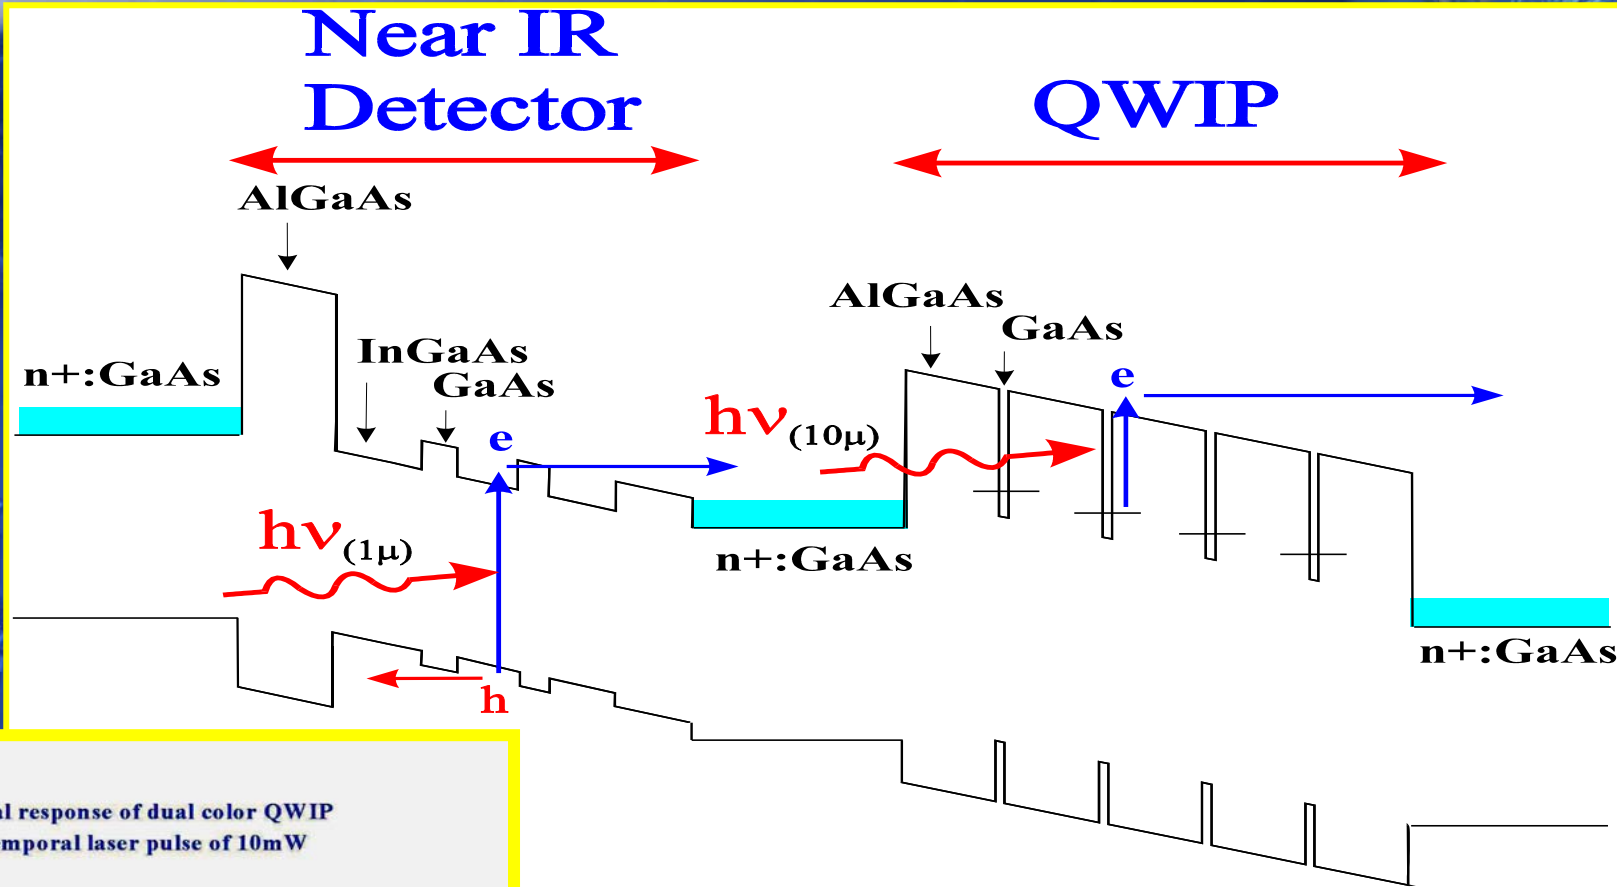 Near IR
Detector
QWIP
AlGaAs
AlGaAs
GaAs
InGaAs
n+:GaAs
GaAs
e
e
hν(10μ)
hν(1μ)
n+:GaAs
n+:GaAs
h
response of dual color QWIP
laser pulse of 10mW